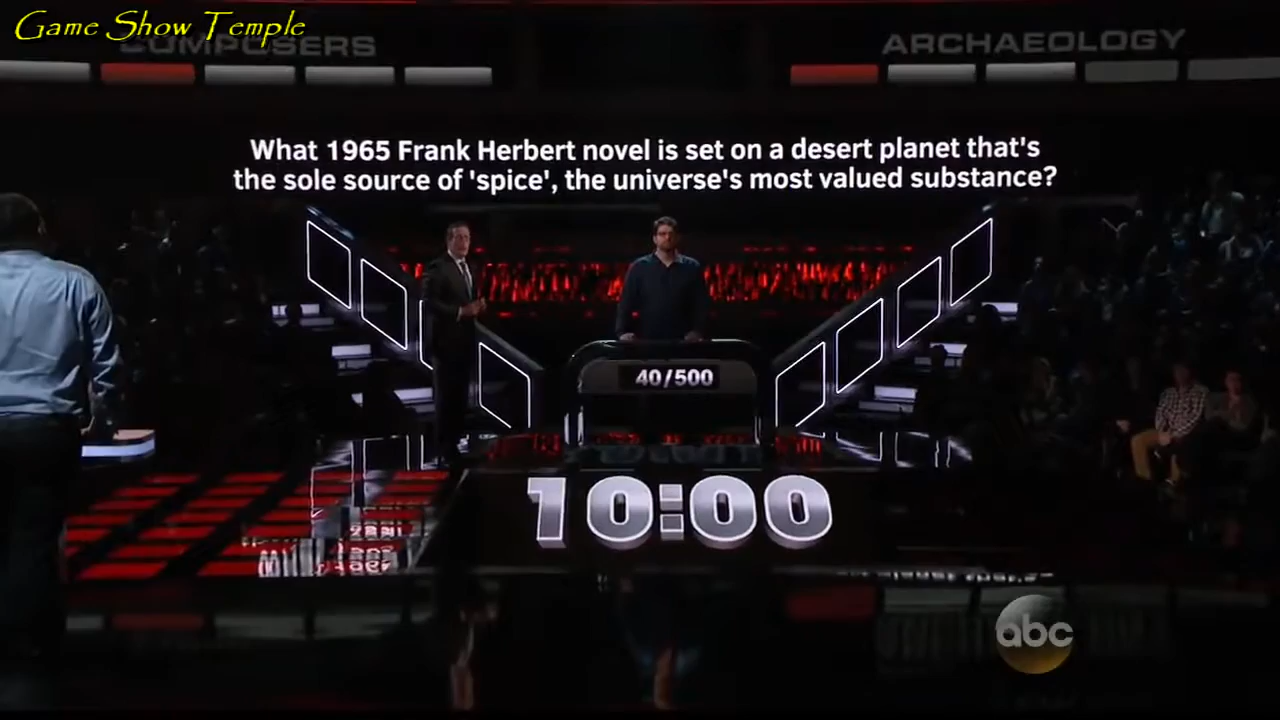 Game Show Temple
COMPOSERS
ARCHAEOLOGY
What 1965 Frank Herbert novel is set on a desert planet that's
the sole source of 'spice', the universe's most valued substance?
40/500
10:00
abc